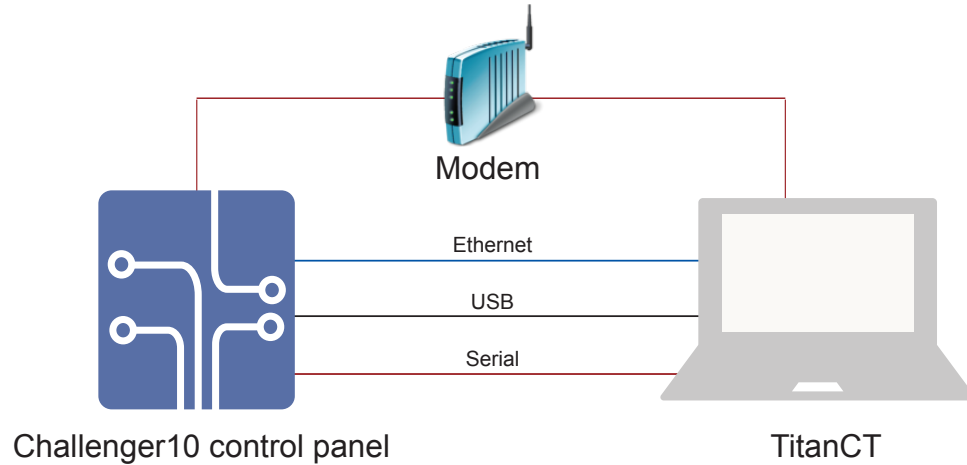 Modem
Ethernet
USB
Serial
Challenger10 control panel
TitanCT